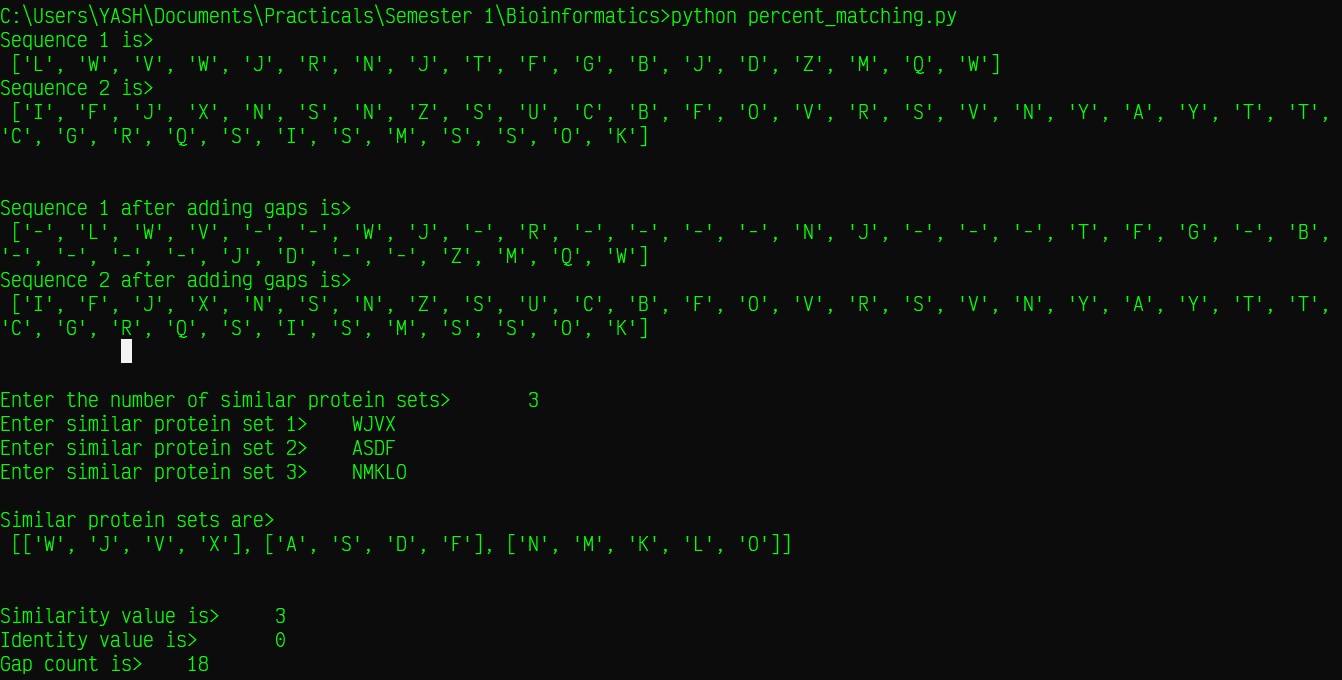 C:\Users\YASH\Documents\Practicals\Semester 1\Bioinformatics>python percent_matching.py
Sequence 1 is>
['L', 'W', 'V', 'W', 'J', 'R', 'N', 'J', 'T', 'F', 'G', 'B', 'J', 'D', 'Z', 'M', 'Q', 'W']
Sequence 2 is>
['I', 'F', 'J', 'X', 'N', 'S', 'N', 'Z', 'S', 'U', 'C', 'B', 'F', 'O', 'V', 'R', 'S', 'V', 'N', 'Y', 'A', 'Y', 'T', 'T',
'C', 'G', 'R', 'Q', 'S', 'I', 'S', 'M', 'S', 'S', 'O', 'K']
Sequence 1 after adding gaps is>
['-', 'L', 'W', 'V', '-', '-', 'W', 'J', '-', 'R', '-', '-', '-', '-', 'N', 'J', '-', '-', '-', 'T', 'F', 'G', '-', 'B',
'-', '-', '-', '-', 'J', 'D', '-', '-', 'Z', 'M', 'Q', 'W']
Sequence 2 after adding gaps is>
['I', 'F', 'J', 'X', 'N', 'S', 'N', 'Z', 'S', 'U', 'C', 'B', 'F', 'O', 'V', 'R', 'S', 'V', 'N', 'Y', 'A', 'Y', 'T', 'T',
'C', 'G', 'R', 'Q', 'S', 'I', 'S', 'M', 'S', 'S', 'O', 'K']
Enter the number of similar protein sets> 3
Enter similar protein set 1> WJVX
Enter similar protein set 2> ASDF
Enter similar protein set 3> NMKLO
Similar protein sets are>
[['W', 'J', 'V', 'X'], ['A', 'S', 'D', 'F'], ['N', 'M', 'K', 'L', 'O']]
Similarity value is> 3
Identity value is> 0
Gap count is> 18